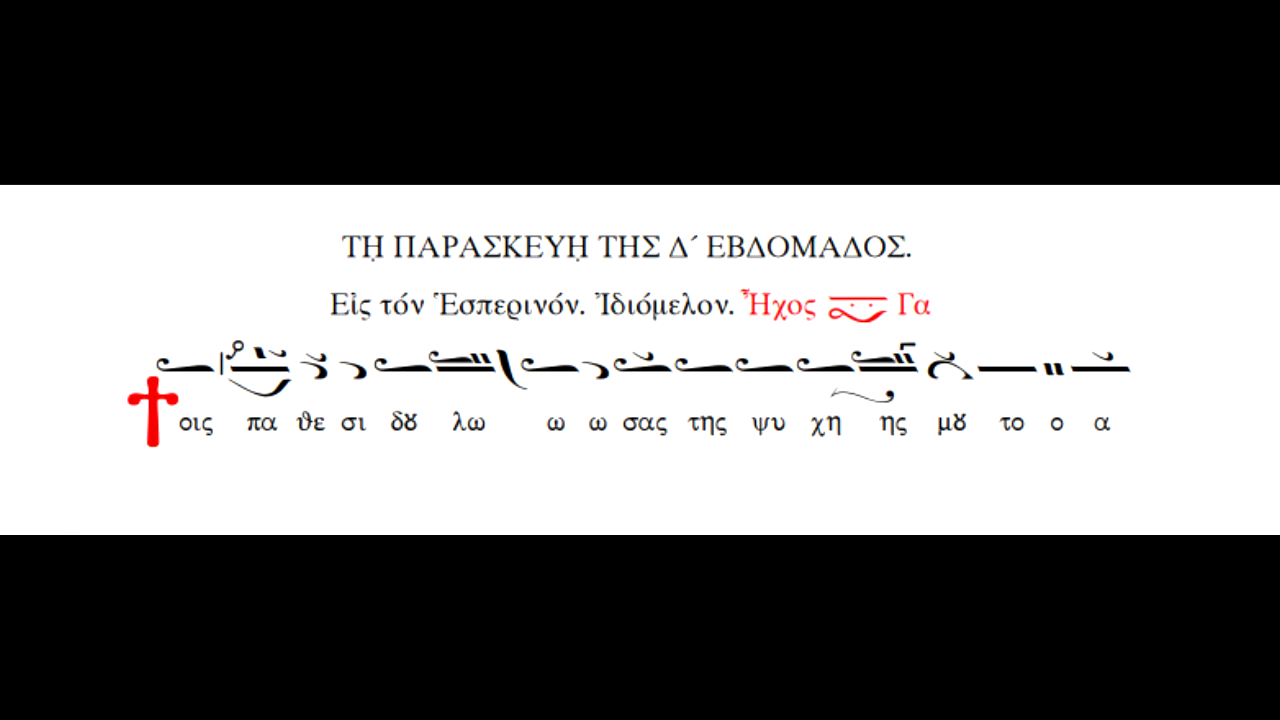 Τῌ ΠΑΡΑΣΚΕΥῌ ΤΗΣ Δ´ ΕΒΔΟΜΑΔΟΣ.
Εἰς τόν Ἑσπερινόν. Ἰδιόμελον. Ἦχος Γα
Τοις πα θε σι δȣ λω ω ω σας της ψυ χη ης μȣ το ο α